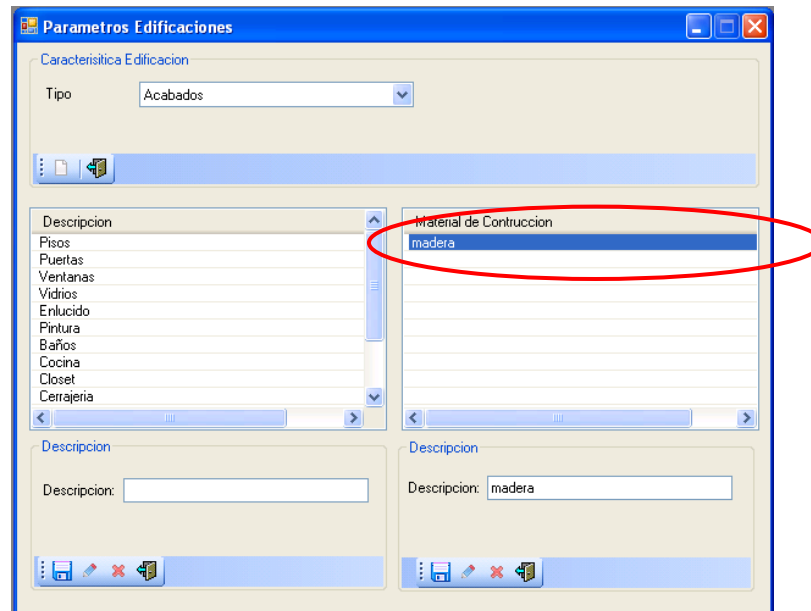 Parametros Edificaciones
Caracterisitica Edificacion
Tipo Acabados
Descripcion
Pisos
Puertas
Ventanas
Vidrios
Enlucido
Pintura
Baños
Cocina
Closet
Cerrajeria
Material de Contruccion
madera
Descripcion
Descripcion:
Descripcion
Descripcion: madera